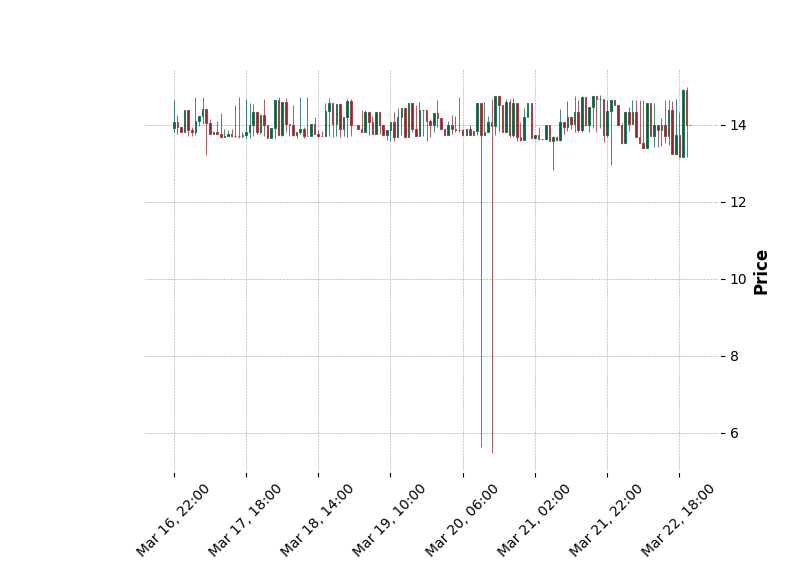 14
12
10
8
6
Price
Mar 16, 22:00
Mar 17, 18:00
Mar 18, 14:00
Mar 19, 10:00
Mar 20, 06:00
Mar 21, 02:00
Mar 21, 22:00
Mar 22, 18:00